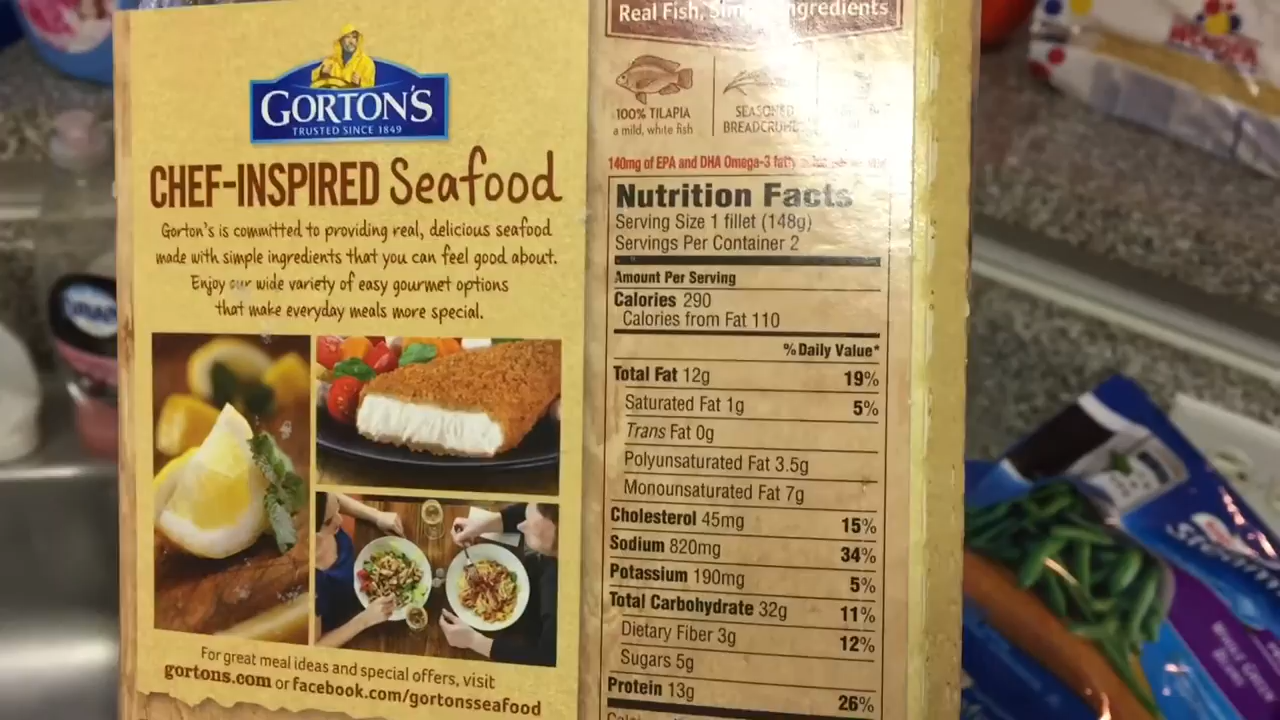 GORTON'S
TRUSTED SINCE 1849
CHEF-INSPIRED Seafood
Gorton's is committed to providing real, delicious seafood
made with simple ingredients that you can feel good about.
Enjoy our wide variety of easy gourmet options
that make everyday meals more special.
For great meal ideas and special offers, visit
gortons.com or facebook.com/gortonsseafood
Real Fish, Simple Ingredients
100% TILAPIA
a mild, white fish
SEASONED
BREADCRUMBS
140mg of EPA and DHA Omega-3 fatty
Nutrition Facts
Serving Size 1 fillet (148g)
Servings Per Container 2
Amount Per Serving
Calories 290
Calories from Fat 110
% Daily Value*
Total Fat 12g 19%
Saturated Fat 1g 5%
Trans Fat 0g
Polyunsaturated Fat 3.5g
Monounsaturated Fat 7g
Cholesterol 45mg 15%
Sodium 820mg 34%
Potassium 190mg 5%
Total Carbohydrate 32g 11%
Dietary Fiber 3g 12%
Sugars 5g
Protein 13g 26%
WONDER